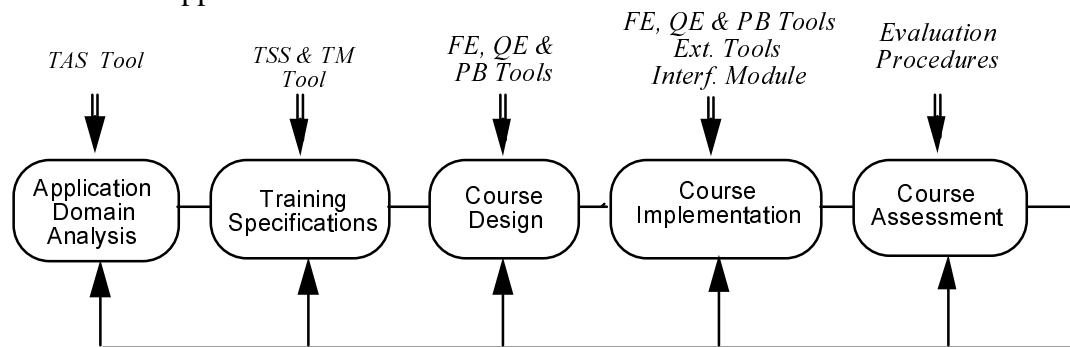 TAS Tool
TSS & TM
Tool
FE, QE &
PB Tools
FE, QE & PB Tools
Ext. Tools
Interf. Module
Evaluation
Procedures
Application
Domain
Analysis
Training
Specifications
Course
Design
Course
Implementation
Course
Assessment